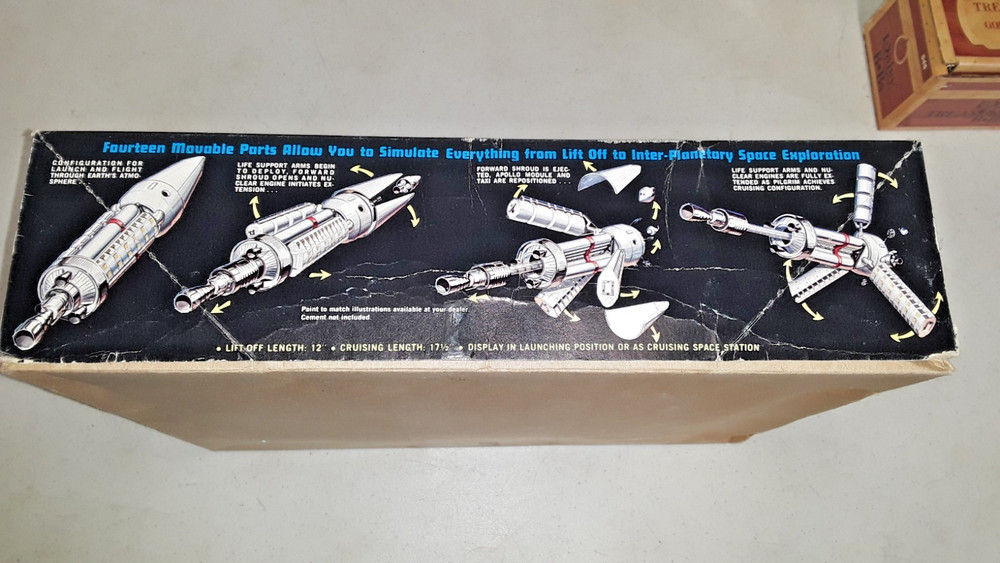 Fourteen Movable Parts Allow You to Simulate Everything from Lift Off to Inter-Planetary Space Exploration
CONFIGURATION FOR
LAUNCH AND FLIGHT
THROUGH EARTH'S ATMO-
SPHERE
LIFE SUPPORT ARMS BEGIN
TO DEPLOY, FORWARD
SHROUD OPENS AND NU-
CLEAR ENGINE INITIATES EX-
TENSION...
FORWARD SHROUD IS EJEC-
TED, APOLLO MODULE AND
TAXI ARE REPOSITIONED...
LIFE SUPPORT ARMS AND NU-
CLEAR ENGINES ARE FULLY EX-
TENDED AS PILGRIM ACHIEVES
CRUISING CONFIGURATION.
Paint to match illustrations available at your dealer.
Cement not included.
• LIFT OFF LENGTH: 12" • CRUISING LENGTH: 17½" • DISPLAY IN LAUNCHING POSITION OR AS CRUISING SPACE STATION
TRE